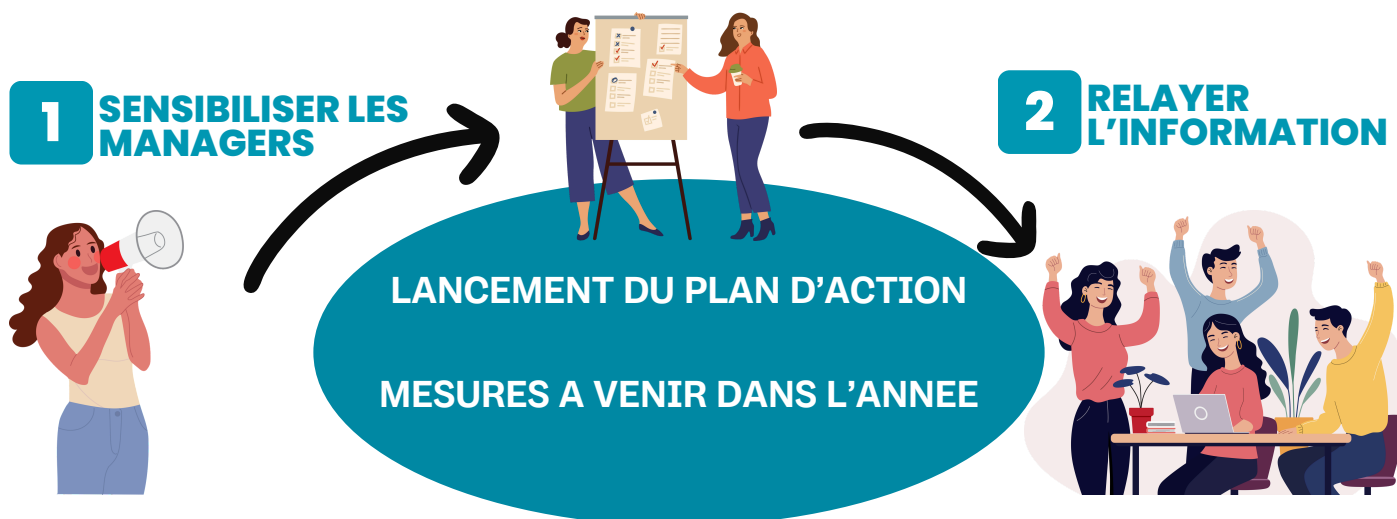 1
SENSIBILISER LES
MANAGERS
2
RELAYER
L’INFORMATION
LANCEMENT DU PLAN D’ACTION
MESURES A VENIR DANS L’ANNEE